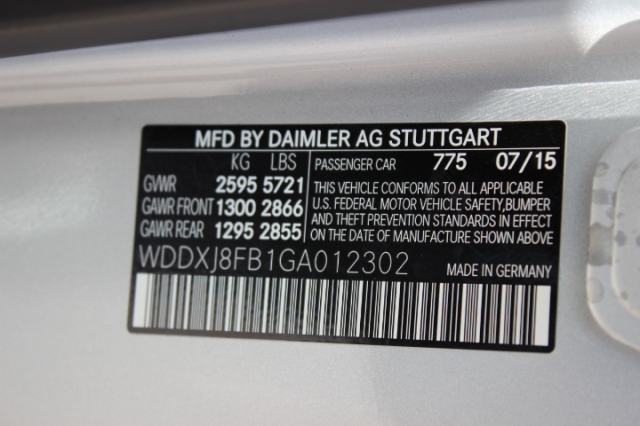 MFD BY DAIMLER AG STUTTGART
KG LBS
GVWR 2595 5721
GAWR FRONT 1300 2866
GAWR REAR 1295 2855
PASSENGER CAR 775 07/15
THIS VEHICLE CONFORMS TO ALL APPLICABLE
U.S. FEDERAL MOTOR VEHICLE SAFETY,BUMPER
AND THEFT PREVENTION STANDARDS IN EFFECT
ON THE DATE OF MANUFACTURE SHOWN ABOVE
WDDXJ8FB1GA012302
MADE IN GERMANY